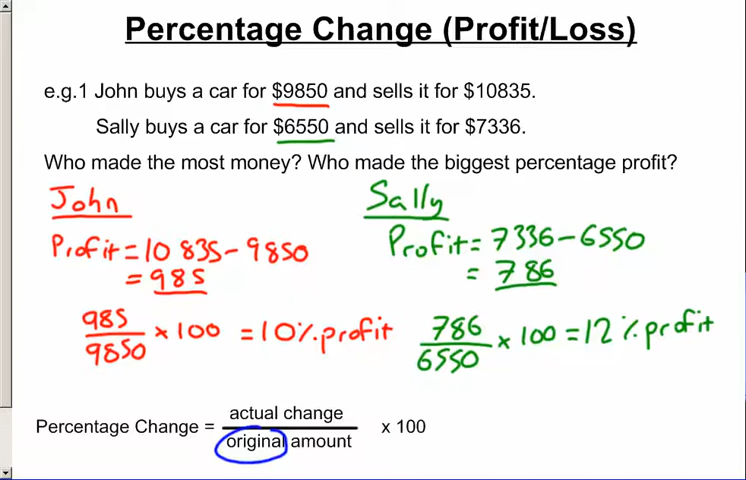 Percentage Change (Profit/Loss)
e.g.1 John buys a car for $9850 and sells it for $10835.
Sally buys a car for $6550 and sells it for $7336.
Who made the most money? Who made the biggest percentage profit?
John
Profit = 10 835 - 9850
= 985
985
9850
x 100 = 10% profit
Sally
Profit = 7336 - 6550
= 786
786
6550
x 100 = 12% profit
Percentage Change =
actual change
original amount
x 100